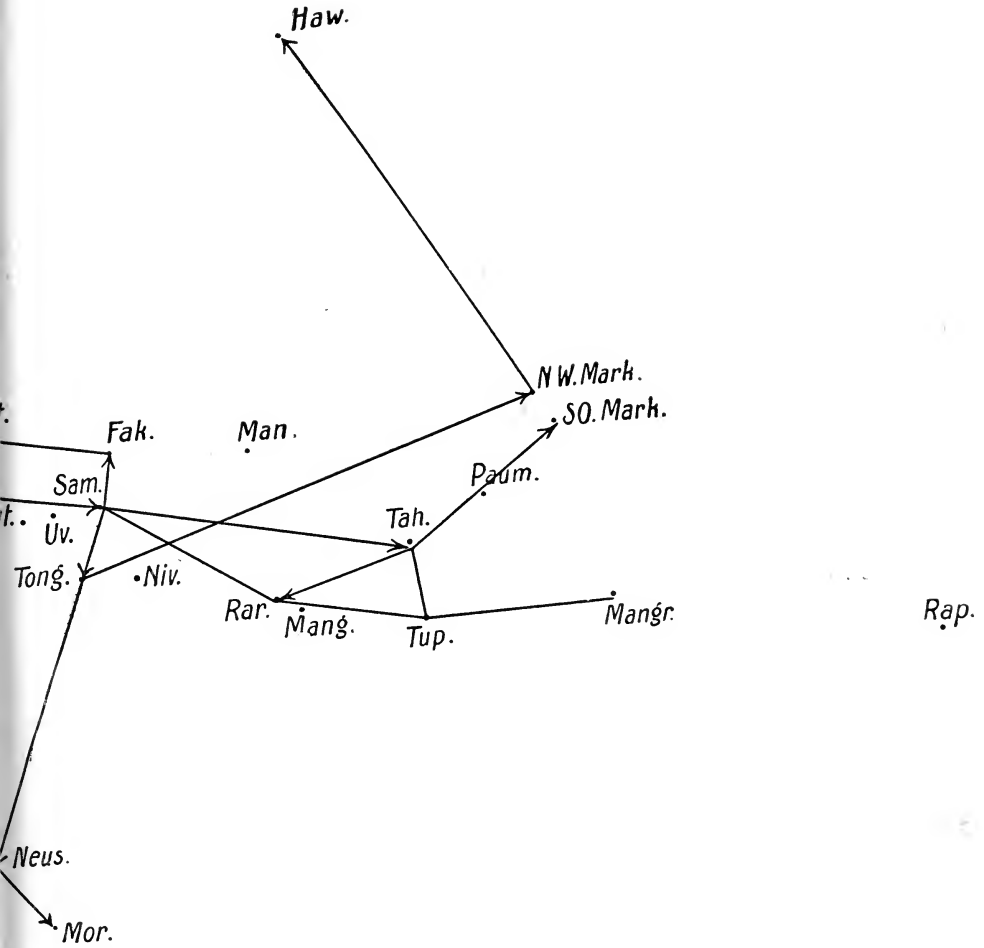 Haw.
NW. Mark.
SO. Mark.
Fak.
Man.
Sam.
Paum.
Tah.
Uv.
Tong.
Niv.
Rar.
Mang.
Tup.
Mangr.
Rap.
Neus.
Mor.